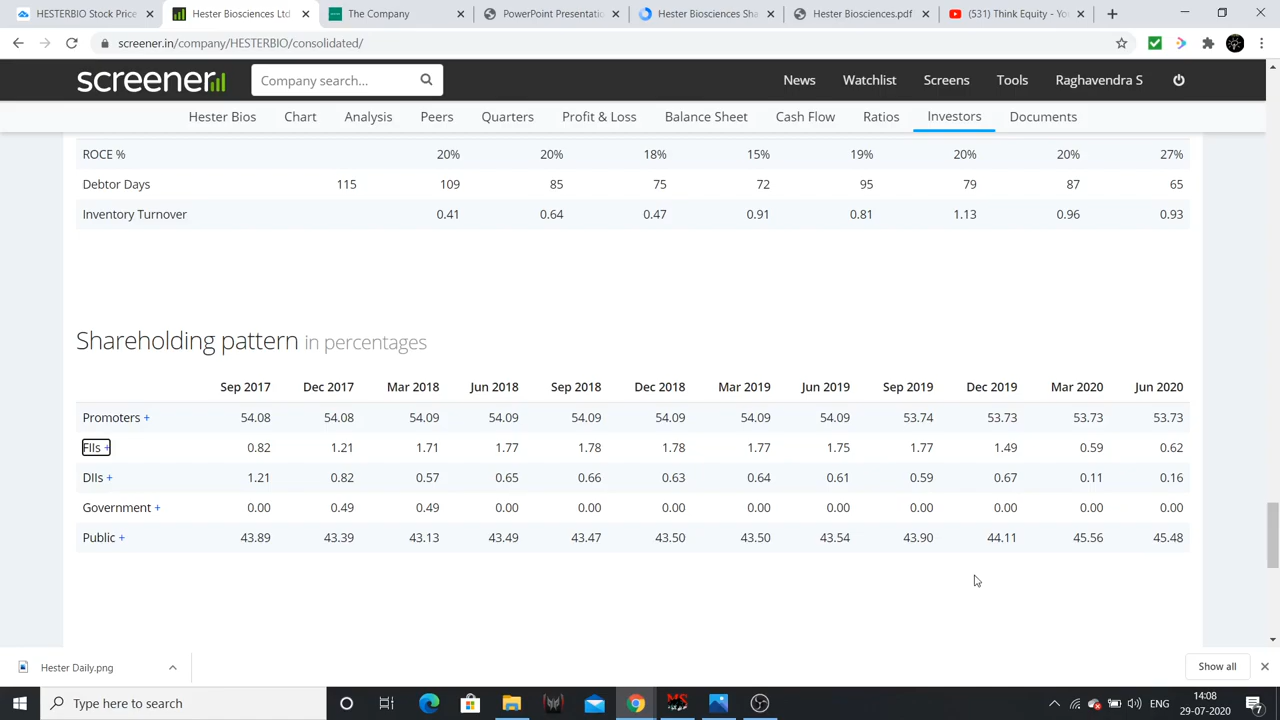 HESTERBIO Stock Price
Hester Biosciences Ltd
The Company
PowerPoint Presentatio
Hester Biosciences Sha
Hester Biosciences.pdf
(531) Think Equity - Yo
screener.in/company/HESTERBIO/consolidated/
screener
Company search...
News Watchlist Screens Tools Raghavendra S
Hester Bios Chart Analysis Peers Quarters Profit & Loss Balance Sheet Cash Flow Ratios Investors Documents
ROCE % 20% 20% 18% 15% 19% 20% 20% 27%
Debtor Days 115 109 85 75 72 95 79 87 65
Inventory Turnover 0.41 0.64 0.47 0.91 0.81 1.13 0.96 0.93
Shareholding pattern in percentages
Sep 2017 Dec 2017 Mar 2018 Jun 2018 Sep 2018 Dec 2018 Mar 2019 Jun 2019 Sep 2019 Dec 2019 Mar 2020 Jun 2020
Promoters + 54.08 54.08 54.09 54.09 54.09 54.09 54.09 54.09 53.74 53.73 53.73 53.73
FIIs + 0.82 1.21 1.71 1.77 1.78 1.78 1.77 1.75 1.77 1.49 0.59 0.62
DIIs + 1.21 0.82 0.57 0.65 0.66 0.63 0.64 0.61 0.59 0.67 0.11 0.16
Government + 0.00 0.49 0.49 0.00 0.00 0.00 0.00 0.00 0.00 0.00 0.00 0.00
Public + 43.89 43.39 43.13 43.49 43.47 43.50 43.50 43.54 43.90 44.11 45.56 45.48
Hester Daily.png
Show all
Type here to search
ENG
14:08
29-07-2020
7